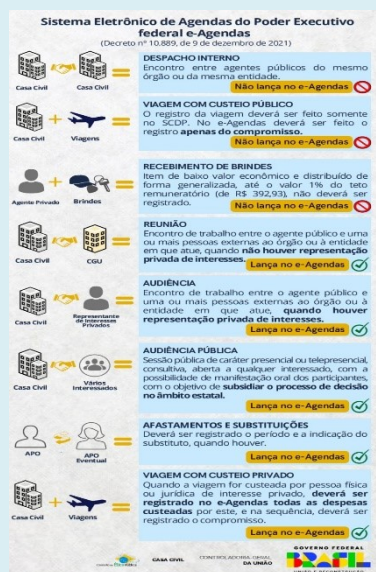 Sistema Eletrônico de Agendas do Poder Executivo
federal e-Agendas
(Decreto nº 10.889, de 9 de dezembro de 2021)
Casa Civil
Casa Civil
DESPACHO INTERNO
Encontro entre agentes públicos do mesmo
órgão ou da mesma entidade.
Não lança no e-Agendas
Casa Civil
Viagens
VIAGEM COM CUSTEIO PÚBLICO
O registro da viagem deverá ser feito somente
no SCDP. No e-Agendas deverá ser feito o
registro apenas do compromisso.
Não lança no e-Agendas
Agente Privado
Brindes
RECEBIMENTO DE BRINDES
Item de baixo valor econômico e distribuído de
forma generalizada, até o valor 1% do teto
remuneratório (de R$ 392,93), não deverá ser
registrado.
Não lança no e-Agendas
Casa Civil
CGU
REUNIÃO
Encontro de trabalho entre o agente público e uma
ou mais pessoas externas ao órgão ou à entidade
em que atue, quando não houver representação
privada de interesses.
Lança no e-Agendas
Casa Civil
Representante
de Interesses
Privados
AUDIÊNCIA
Encontro de trabalho entre o agente público e
uma ou mais pessoas externas ao órgão ou à
entidade em que atue, quando houver
representação privada de interesses.
Lança no e-Agendas
Casa Civil
Vários
Interessados
AUDIÊNCIA PÚBLICA
Sessão pública de caráter presencial ou telepresencial,
consultiva, aberta a qualquer interessado, com a
possibilidade de manifestação oral dos participantes,
com o objetivo de subsidiar o processo de decisão
no âmbito estatal.
Lança no e-Agendas
APO
APO
Eventual
AFASTAMENTOS E SUBSTITUIÇÕES
Deverá ser registrado o período e a indicação do
substituto, quando houver.
Lança no e-Agendas
Casa Civil
Viagens
VIAGEM COM CUSTEIO PRIVADO
Quando a viagem for custeada por pessoa física
ou jurídica de interesse privado, deverá ser
registrado no e-Agendas todas as despesas
custeadas por este, e na sequência, deverá ser
registrado o compromisso.
Lança no e-Agendas
CASA CIVIL
CONTROLADORIA-GERAL
DA UNIÃO
GOVERNO FEDERAL
BRASIL
UNIÃO E RECONSTRUÇÃO